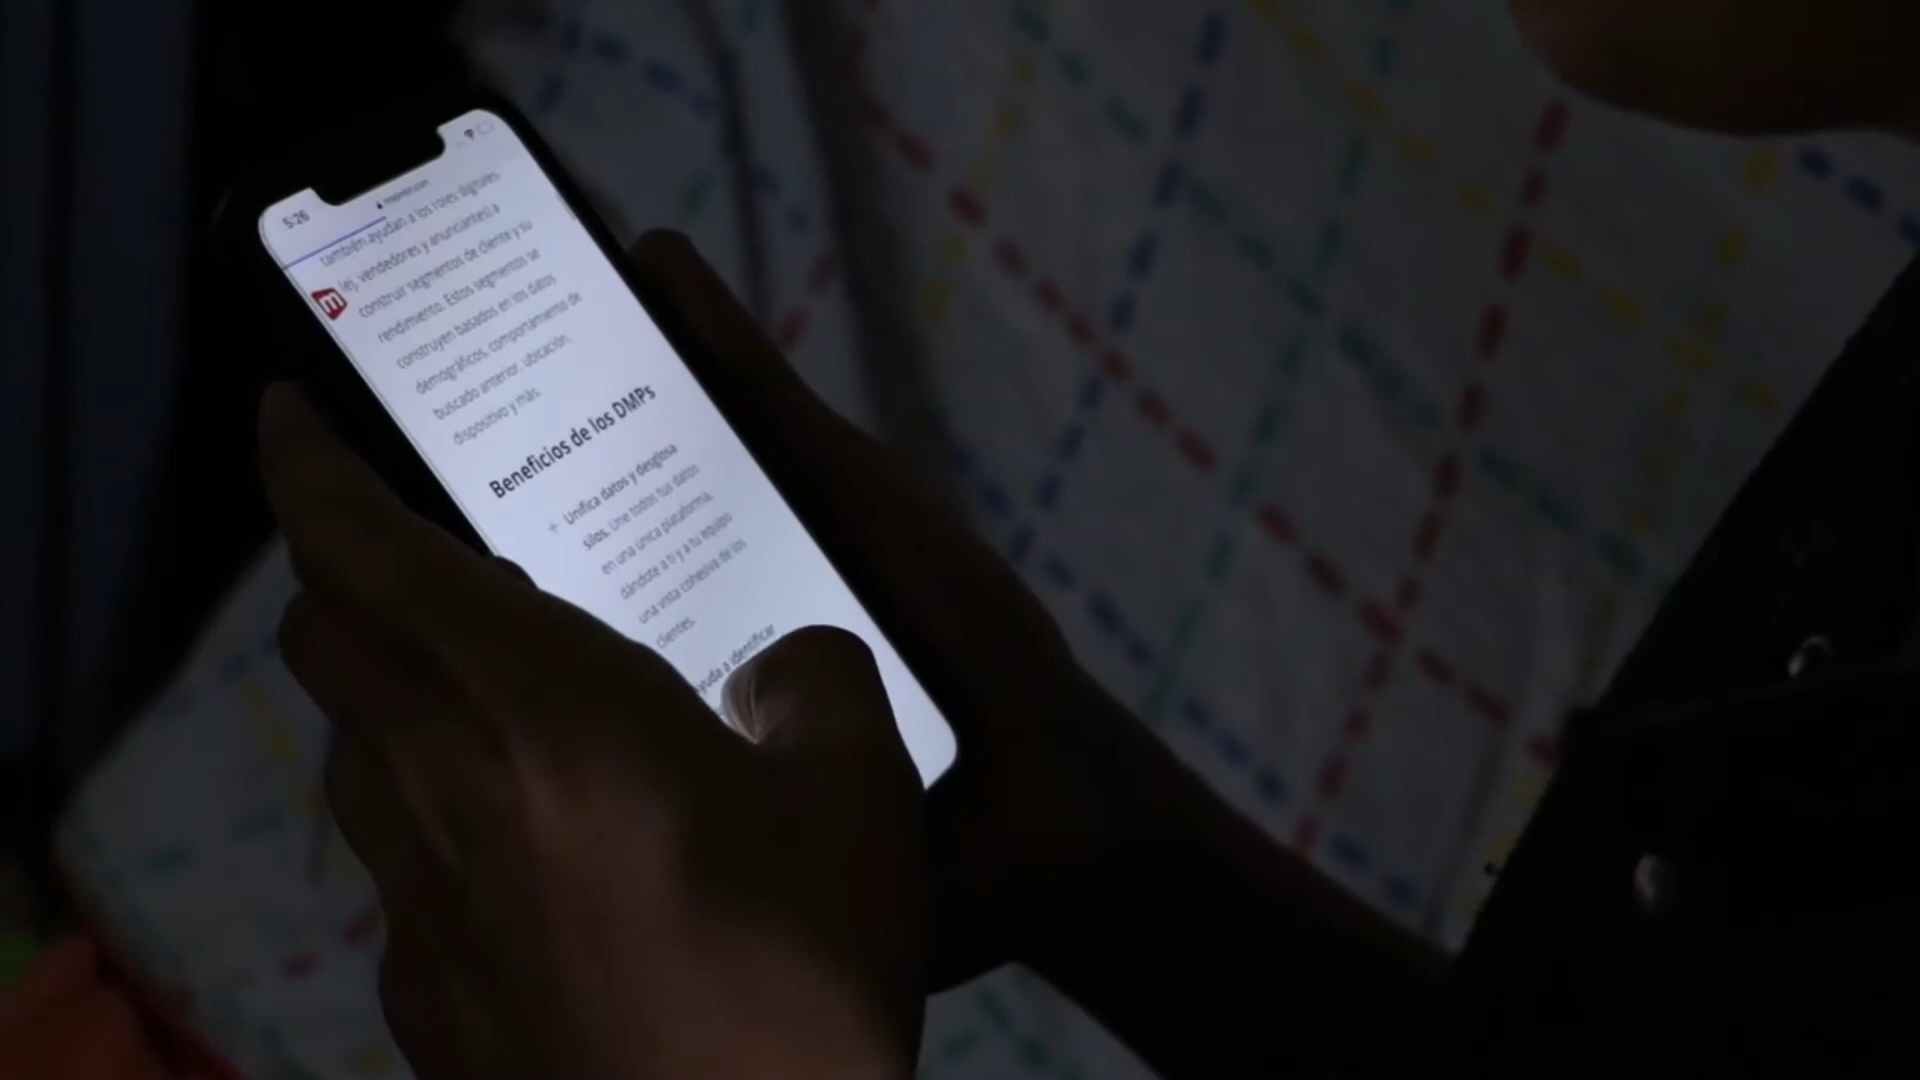 5:26
también ayudan a los roles digitales
(ej. vendedores y anunciantes) a
construir segmentos de cliente y su
rendimiento. Estos segmentos se
construyen basados en los datos
demográficos, comportamiento de
buscado anterior, ubicación,
dispositivo y más.
m
Beneficios de los DMPs
+ Unifica datos y desglosa
silos. Une todos tus datos
en una única plataforma,
dándote a ti y a tu equipo
una vista cohesiva de los
clientes.
ayuda a identificar